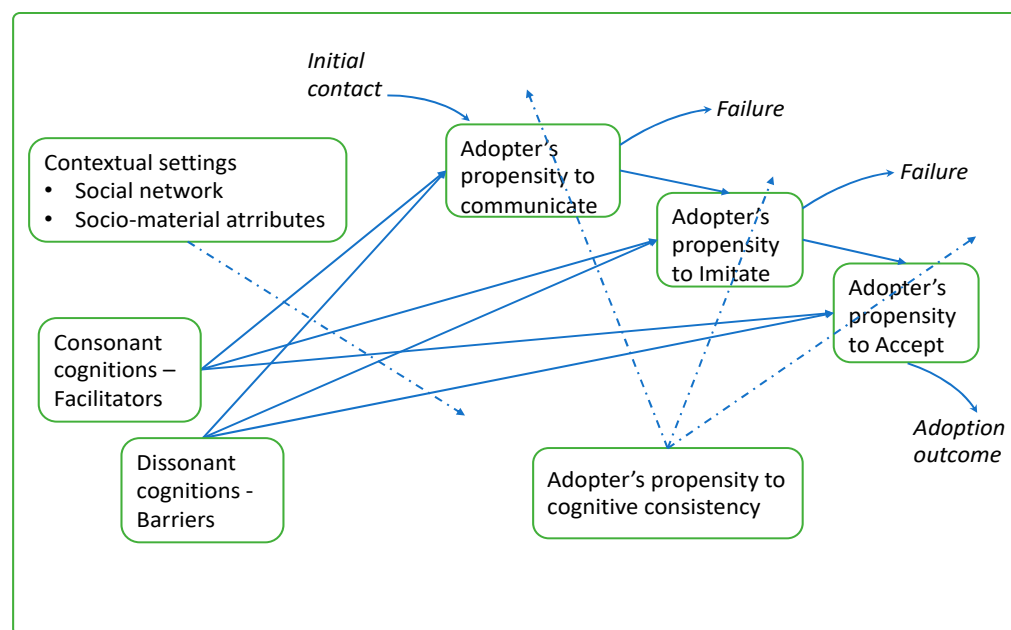 Initial
contact
Failure
Contextual settings
• Social network
• Socio-material atrributes
Adopter's
propensity to
communicate
Failure
Adopter's
propensity
to Imitate
Adopter's
propensity
to Accept
Consonant
cognitions –
Facilitators
Adoption
outcome
Dissonant
cognitions -
Barriers
Adopter's propensity to
cognitive consistency